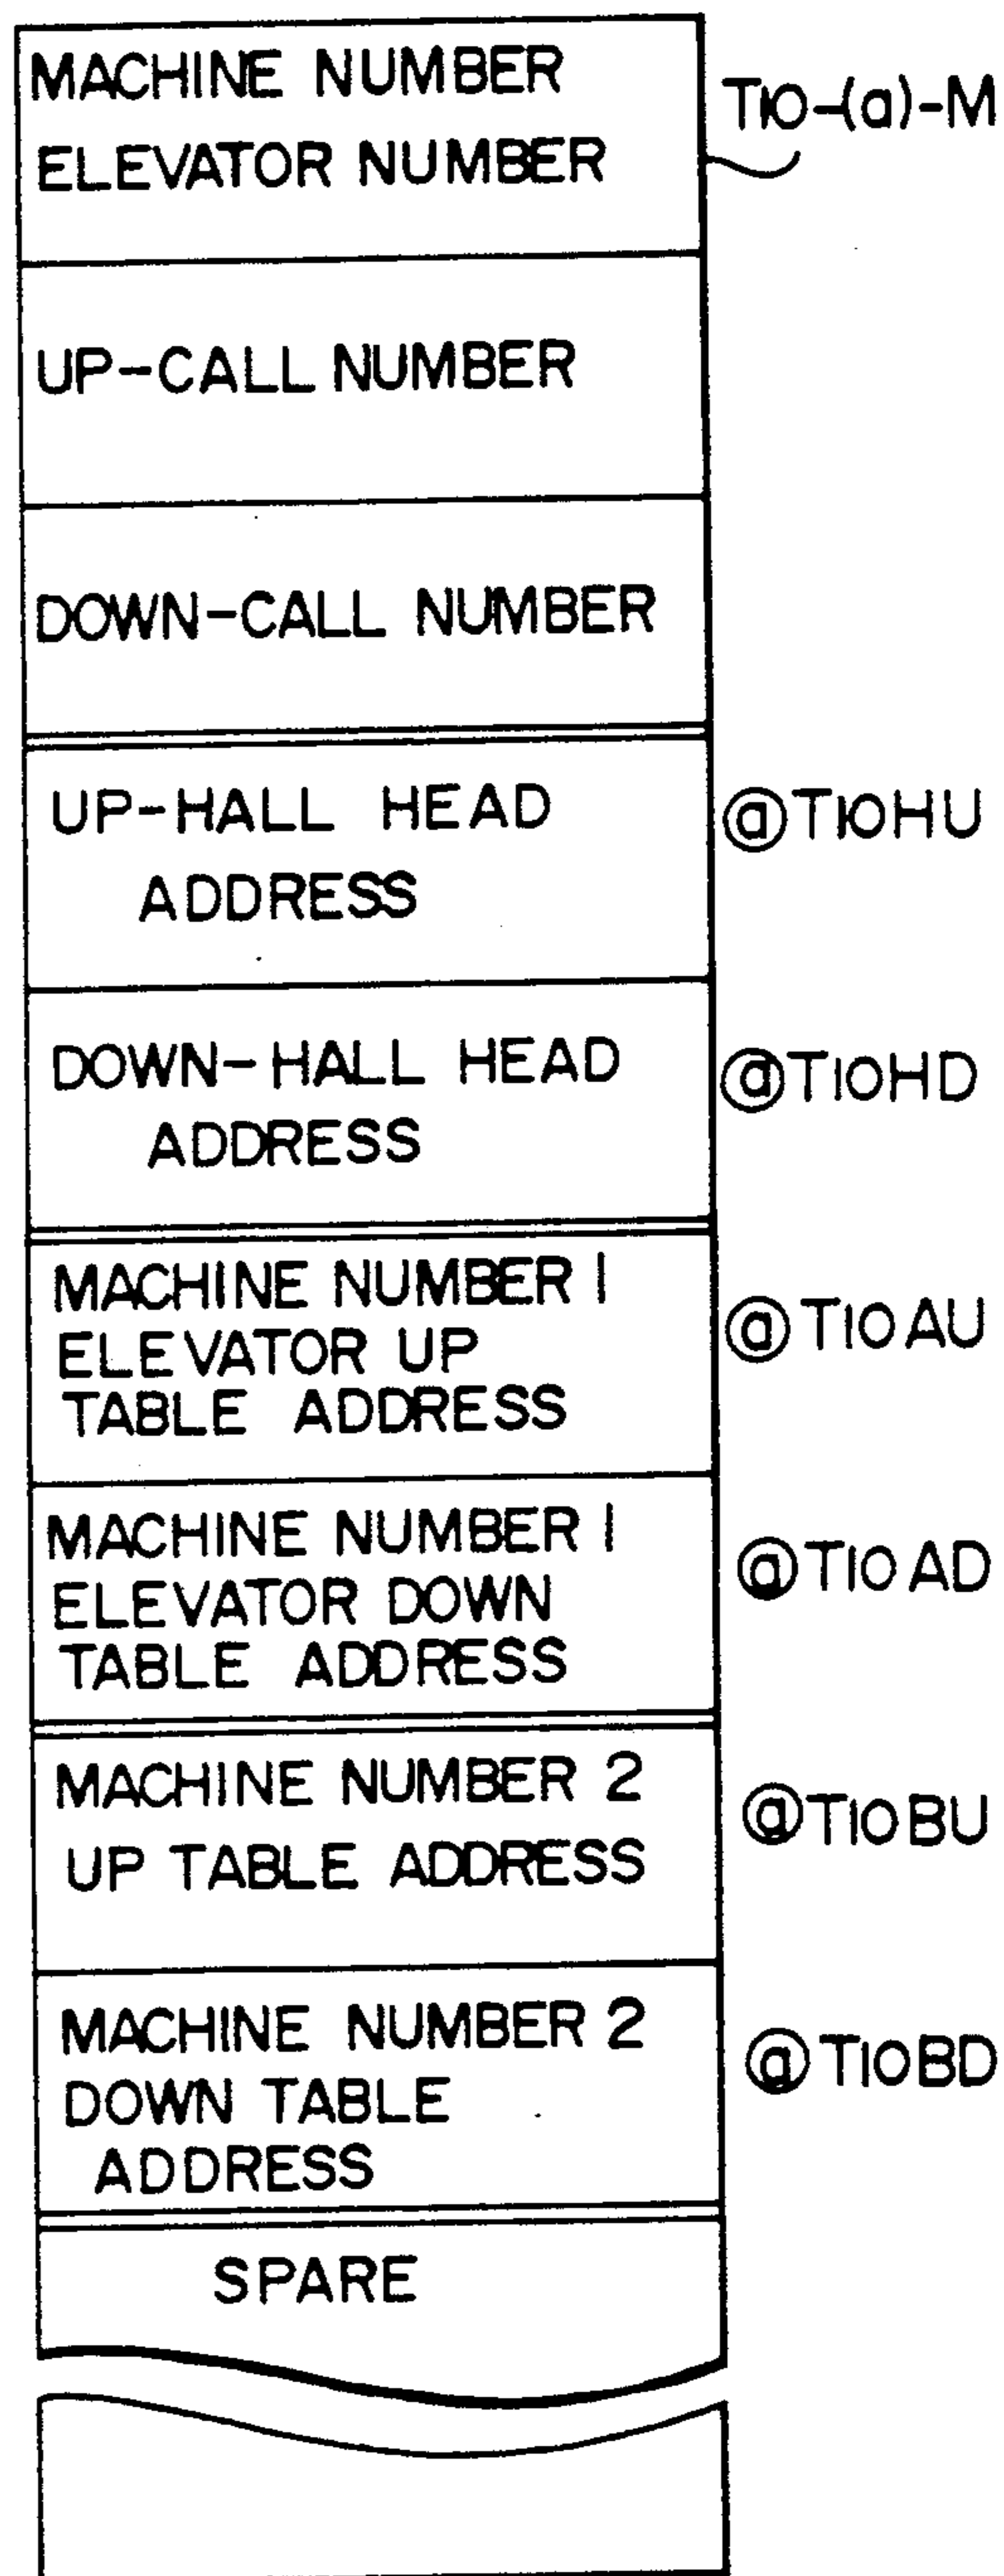 MACHINE NUMBER
ELEVATOR NUMBER
T10-(a)-M
UP-CALL NUMBER
DOWN-CALL NUMBER
UP-HALL HEAD
ADDRESS
@T10HU
DOWN-HALL HEAD
ADDRESS
@T10HD
MACHINE NUMBER 1
ELEVATOR UP
TABLE ADDRESS
@T10AU
MACHINE NUMBER 1
ELEVATOR DOWN
TABLE ADDRESS
@T10AD
MACHINE NUMBER 2
UP TABLE ADDRESS
@T10BU
MACHINE NUMBER 2
DOWN TABLE
ADDRESS
@T10BD
SPARE